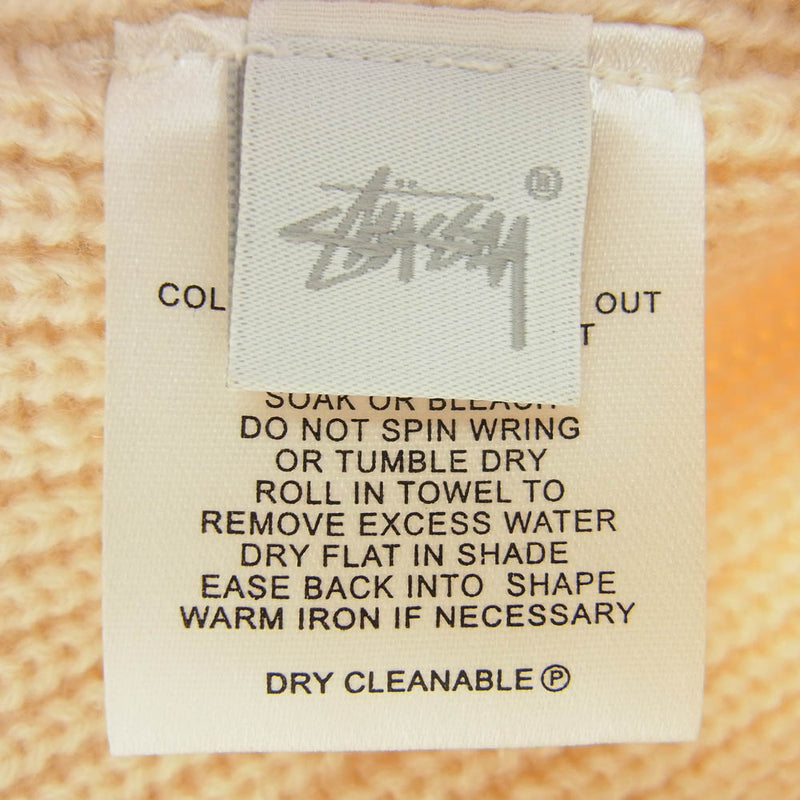 STÜSSY
COL OUT
T
SOAK OR BLEACH
DO NOT SPIN WRING
OR TUMBLE DRY
ROLL IN TOWEL TO
REMOVE EXCESS WATER
DRY FLAT IN SHADE
EASE BACK INTO SHAPE
WARM IRON IF NECESSARY
DRY CLEANABLE Ⓟ